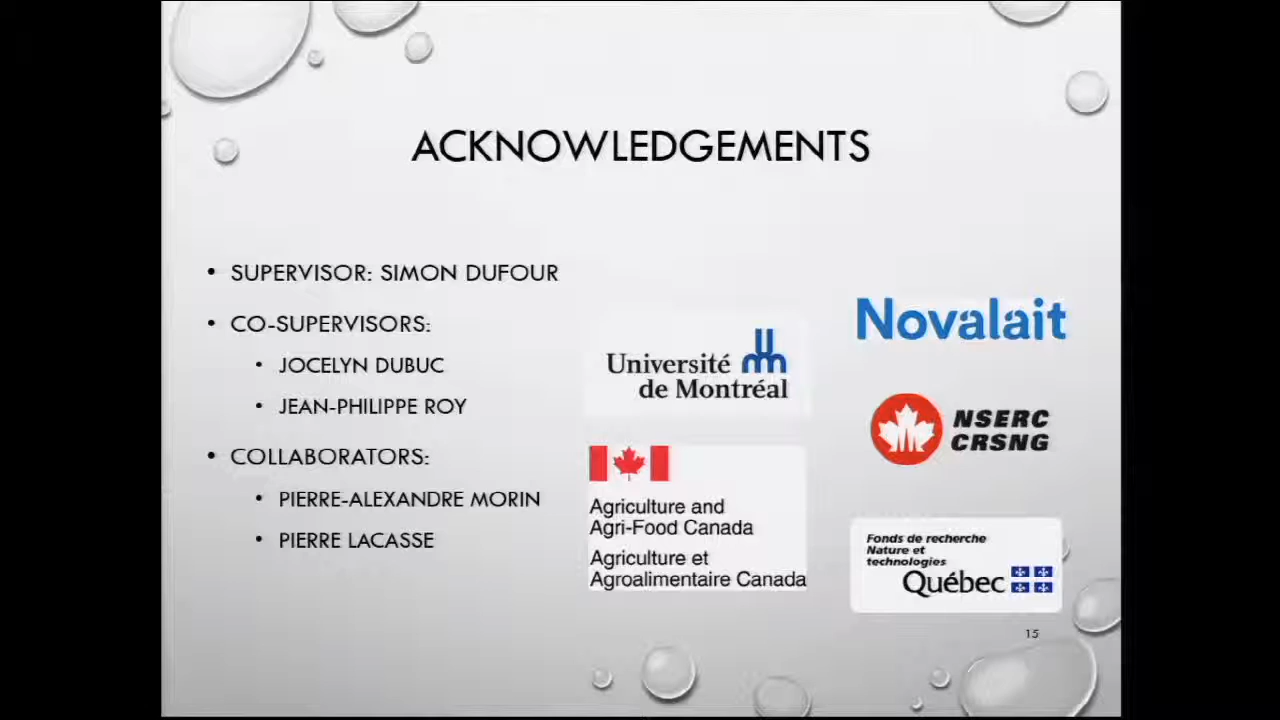 ACKNOWLEDGEMENTS
• SUPERVISOR: SIMON DUFOUR
• CO-SUPERVISORS:
• JOCELYN DUBUC
• JEAN-PHILIPPE ROY
• COLLABORATORS:
• PIERRE-ALEXANDRE MORIN
• PIERRE LACASSE
Université
de Montréal
Agriculture and
Agri-Food Canada
Agriculture et
Agroalimentaire Canada
Novalait
NSERC
CRSNG
Fonds de recherche
Nature et
technologies
Québec
15